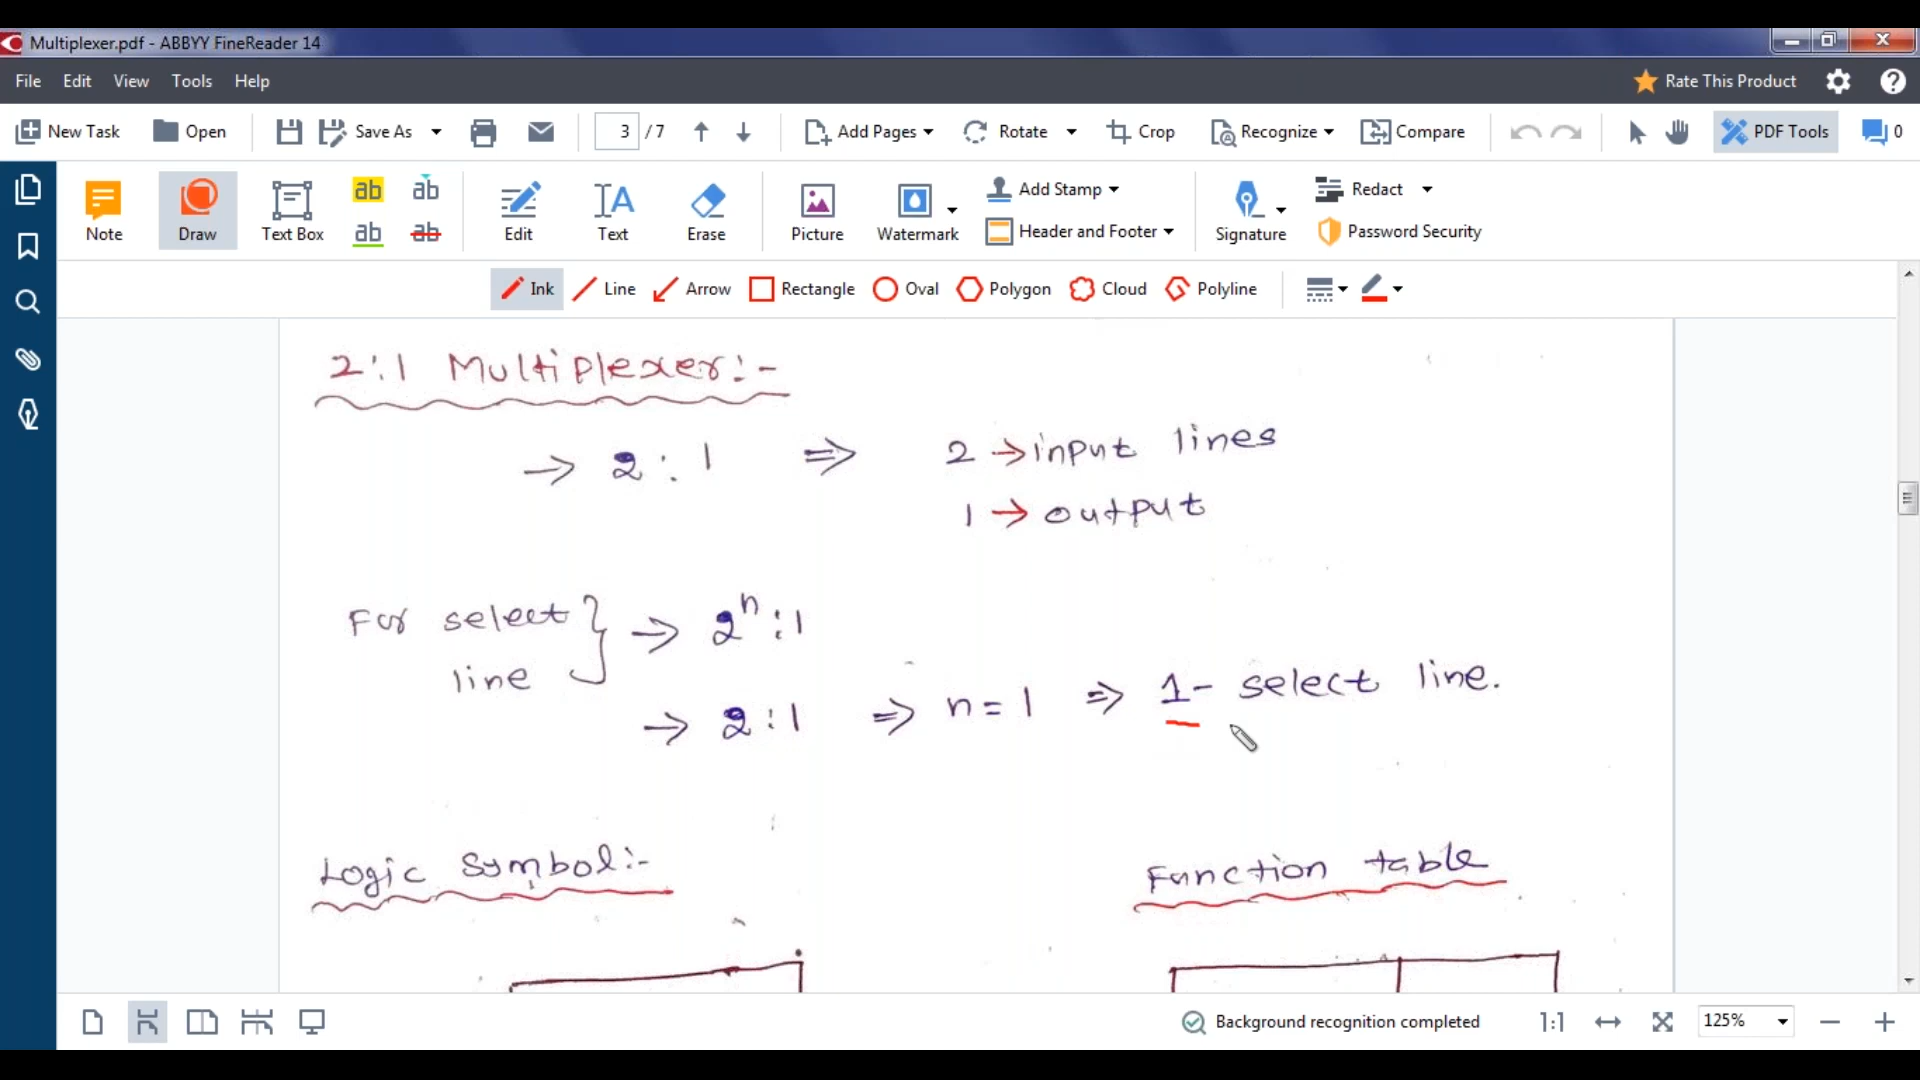 Multiplexer.pdf - ABBYY FineReader 14
File Edit View Tools Help
Rate This Product
New Task Open Save As 3 / 7 Add Pages Rotate Crop Recognize Compare PDF Tools 0
Note Draw Text Box ab ab ab ab Edit Text Erase Picture Watermark Add Stamp Header and Footer Signature Redact Password Security
Ink Line Arrow Rectangle Oval Polygon Cloud Polyline
2:1 Multiplexer:-
→ 2:1 ⇒ 2 → input lines
1 → output
For select line } → 2ⁿ:1
→ 2:1 ⇒ n=1 ⇒ 1- select line.
Logic Symbol:-
Function table
Background recognition completed 1:1 125%